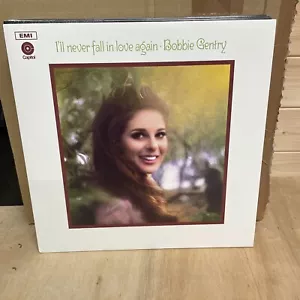 EMI
Capitol
I'll never fall in love again · Bobbie Gentry